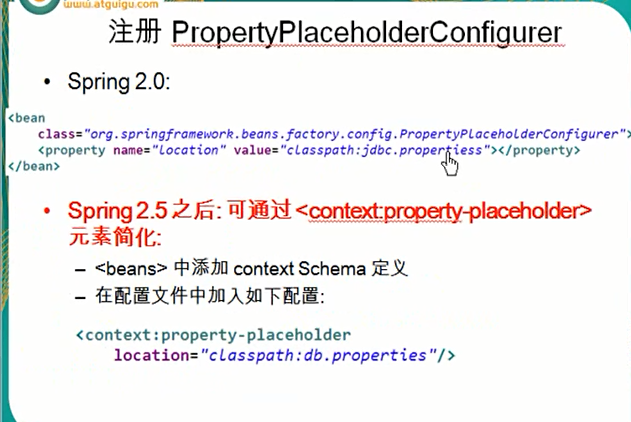 www.atguigu.com
注册 PropertyPlaceholderConfigurer
• Spring 2.0:
<bean
class="org.springframework.beans.factory.config.PropertyPlaceholderConfigurer">
<property name="location" value="classpath:jdbc.propertiess"></property>
</bean>
• Spring 2.5 之后: 可通过 <context:property-placeholder>
元素简化:
– <beans> 中添加 context Schema 定义
– 在配置文件中加入如下配置:
<context:property-placeholder
location="classpath:db.properties"/>